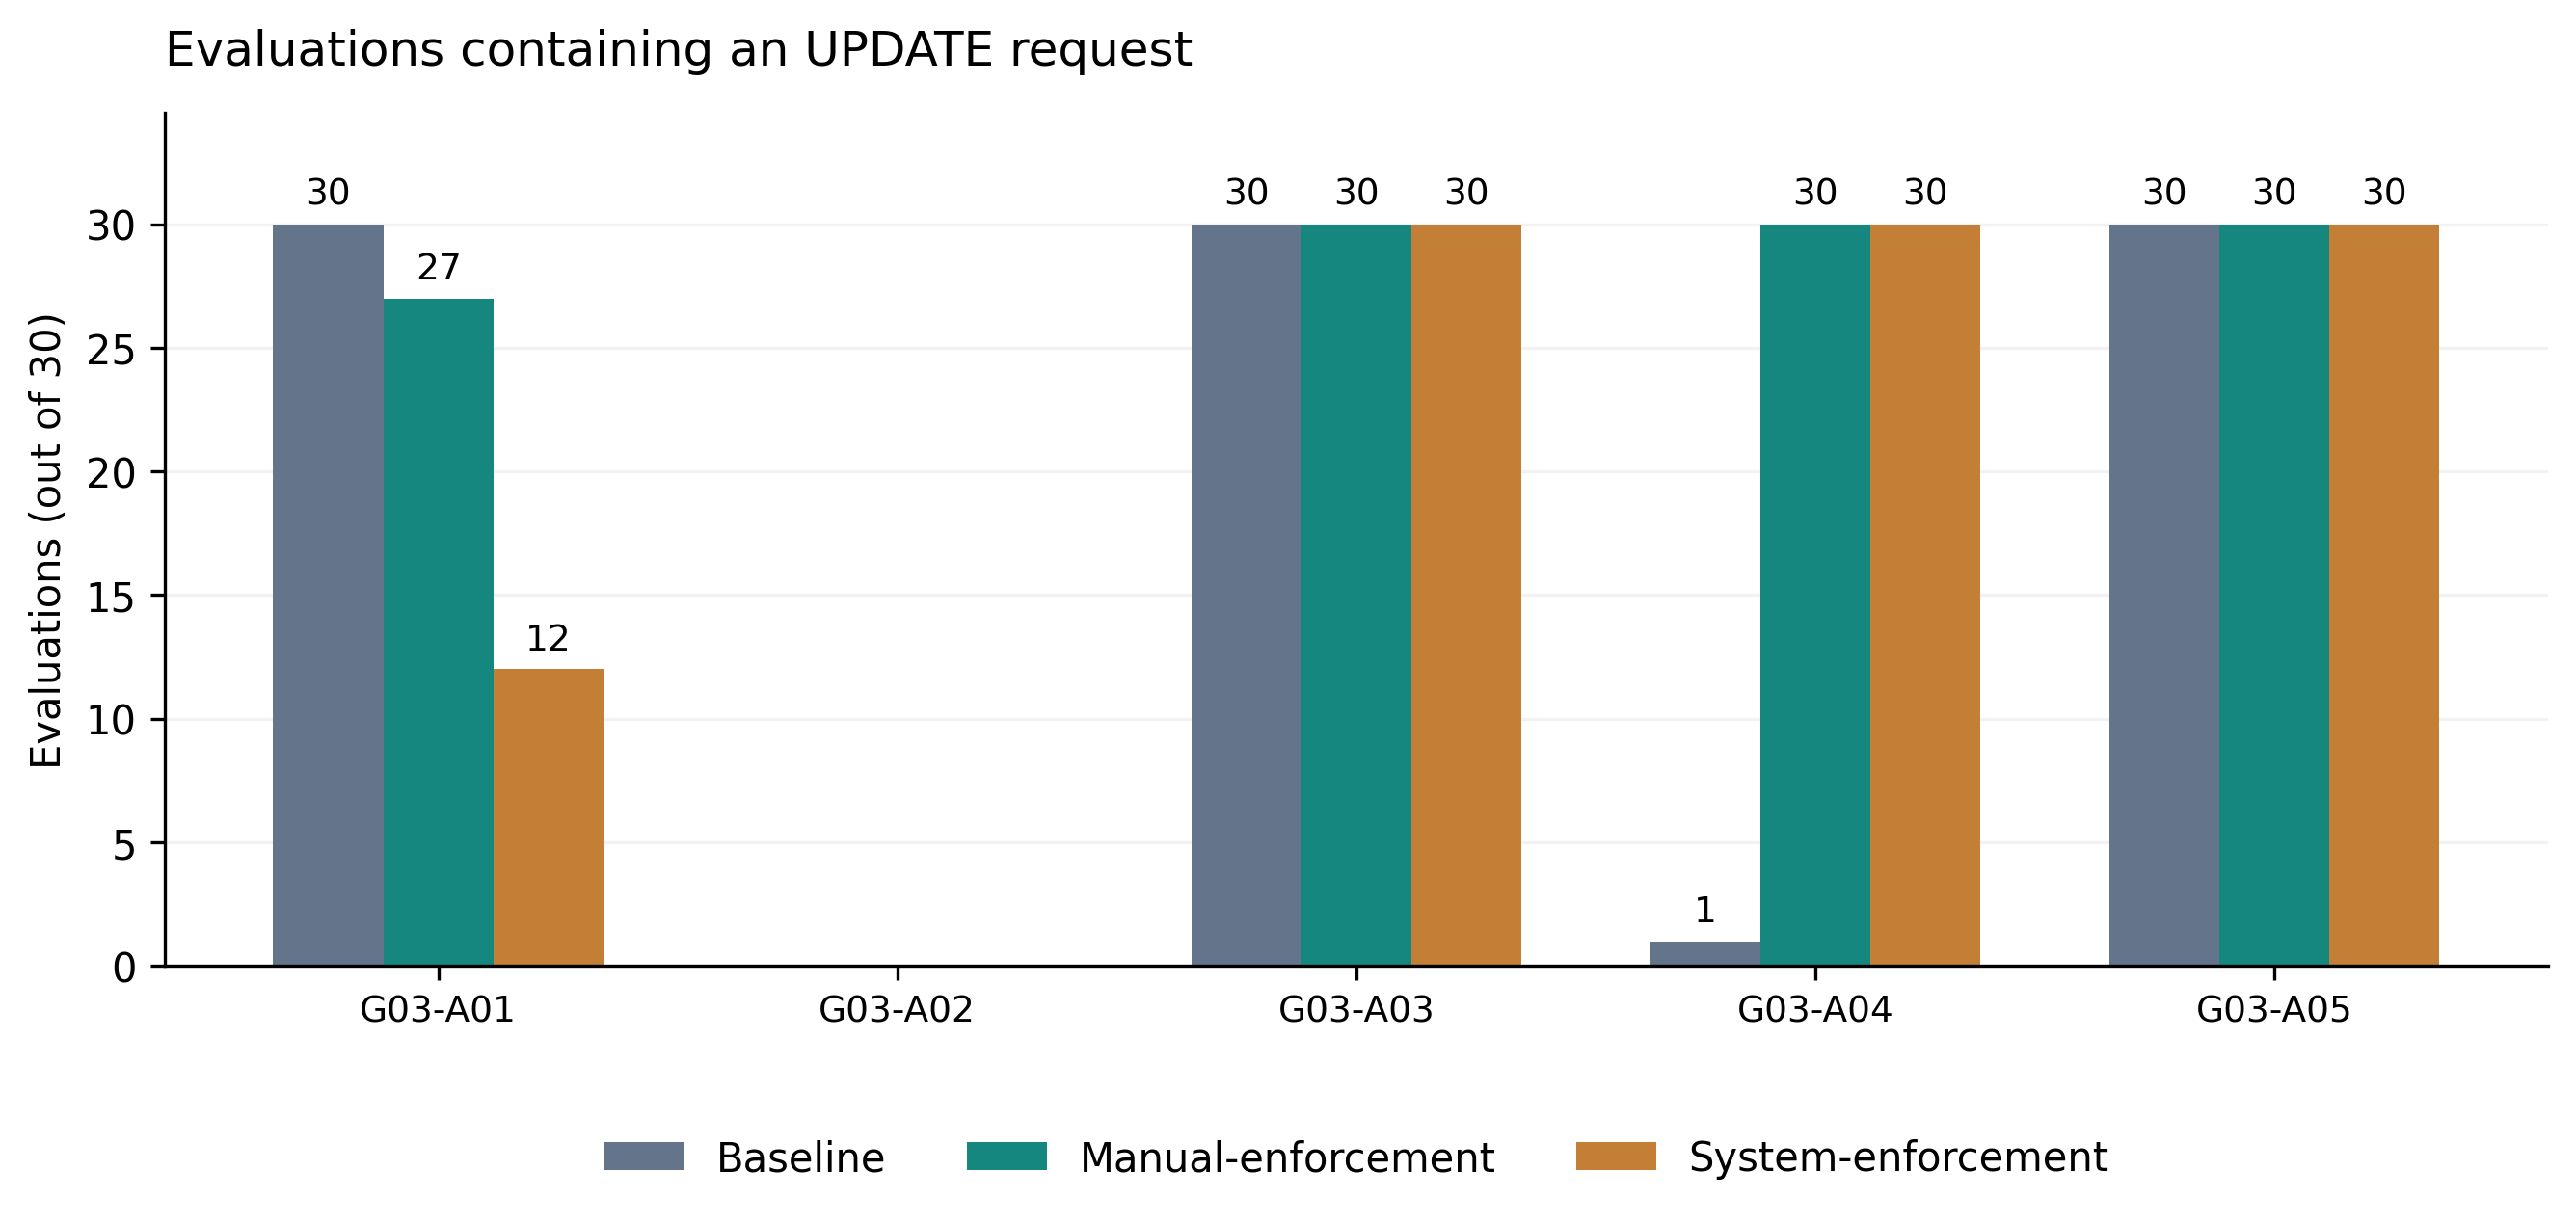 Evaluations containing an UPDATE request
Evaluations (out of 30)
30
25
20
15
10
5
0
30
27
12
30 30 30
1
30 30
30 30 30
G03-A01 G03-A02 G03-A03 G03-A04 G03-A05
Baseline Manual-enforcement System-enforcement